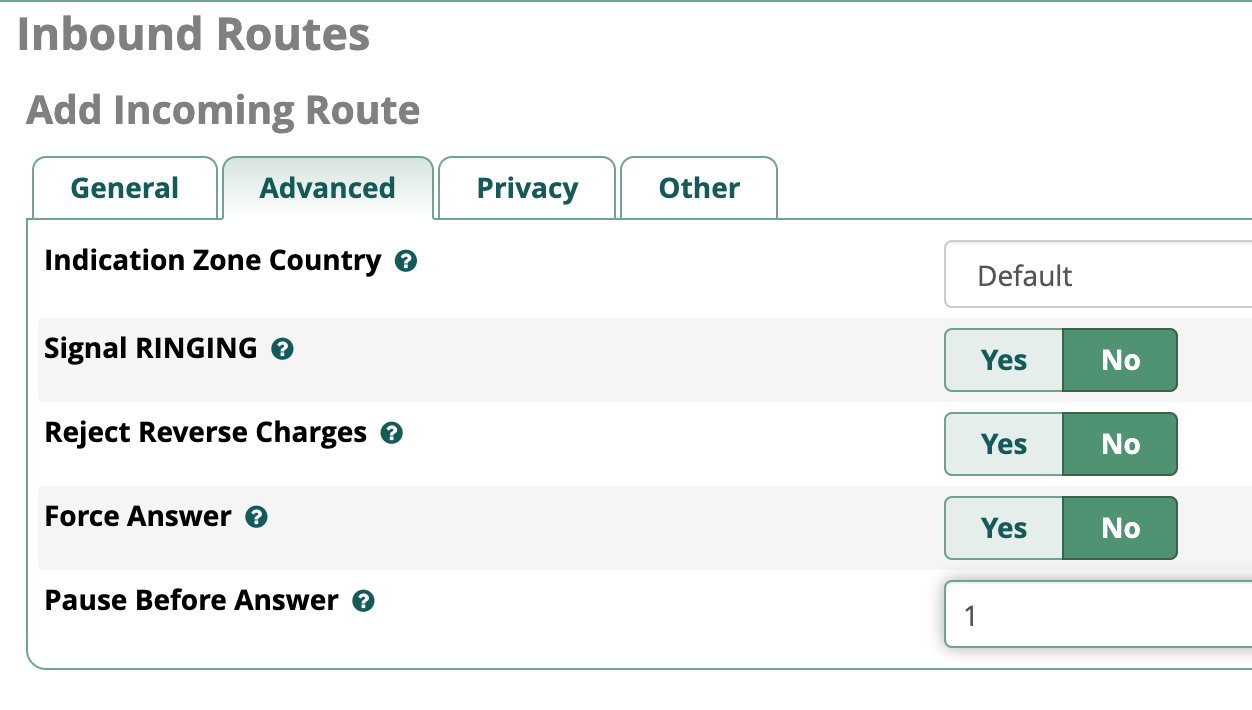 Inbound Routes
Add Incoming Route
General Advanced Privacy Other
Indication Zone Country ? Default
Signal RINGING ? Yes No
Reject Reverse Charges ? Yes No
Force Answer ? Yes No
Pause Before Answer ? 1